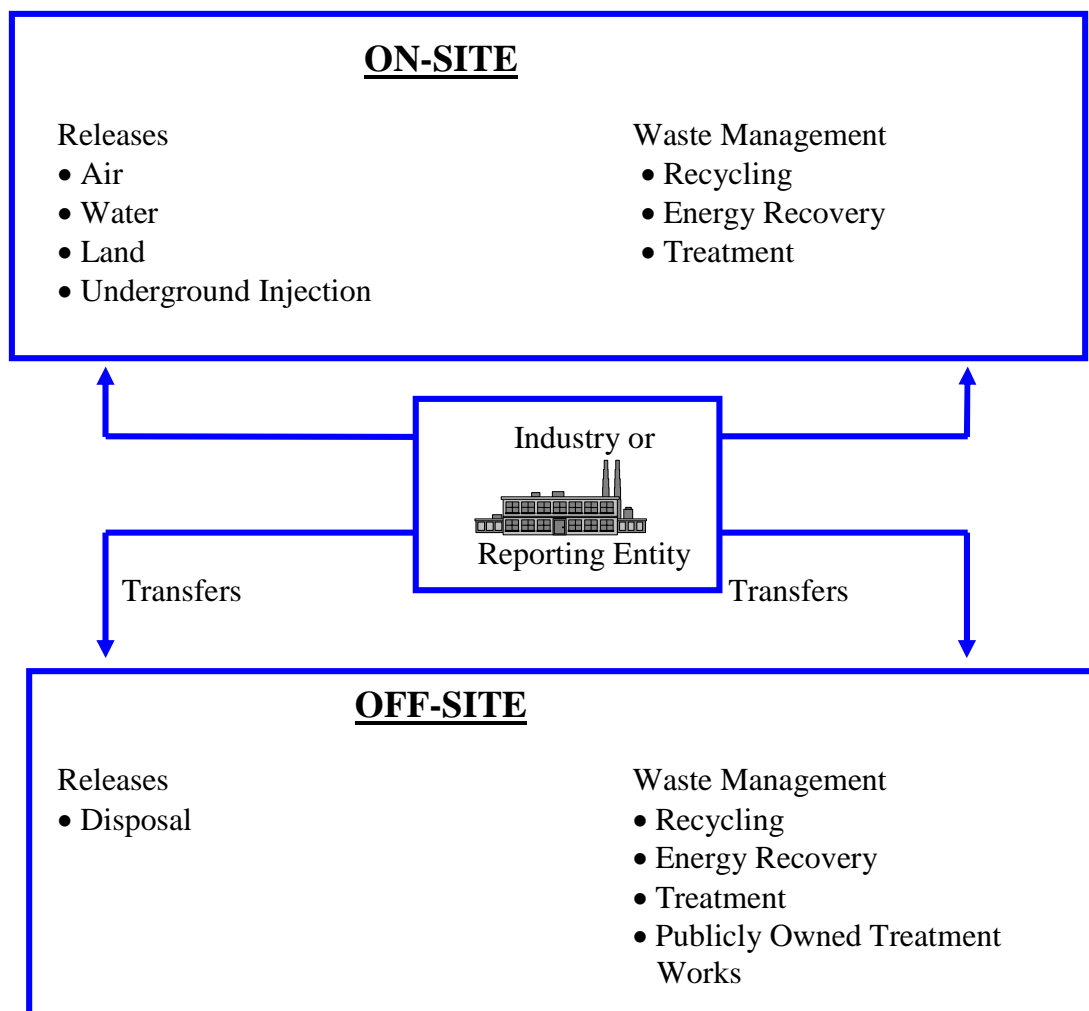 ON-SITE
Releases
• Air
• Water
• Land
• Underground Injection
Waste Management
• Recycling
• Energy Recovery
• Treatment
Industry or
Reporting Entity
Transfers
Transfers
OFF-SITE
Releases
• Disposal
Waste Management
• Recycling
• Energy Recovery
• Treatment
• Publicly Owned Treatment
Works